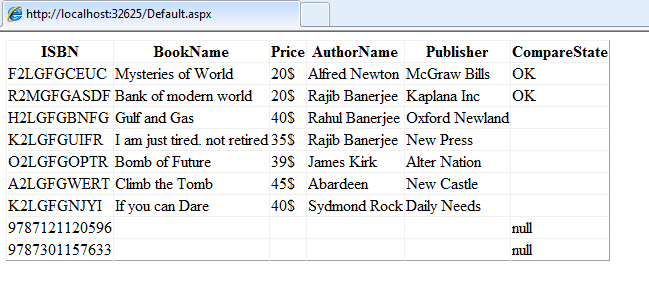 http://localhost:32625/Default.aspx
ISBN BookName Price AuthorName Publisher CompareState
F2LGFGCEUC Mysteries of World 20$ Alfred Newton McGraw Bills OK
R2MGFGASDF Bank of modern world 20$ Rajib Banerjee Kaplana Inc OK
H2LGFGBNFG Gulf and Gas 40$ Rahul Banerjee Oxford Newland
K2LGFGUIFR I am just tired. not retired 35$ Rajib Banerjee New Press
O2LGFGOPTR Bomb of Future 39$ James Kirk Alter Nation
A2LGFGWERT Climb the Tomb 45$ Abardeen New Castle
K2LGFGNJYI If you can Dare 40$ Sydmond Rock Daily Needs
9787121120596 null
9787301157633 null